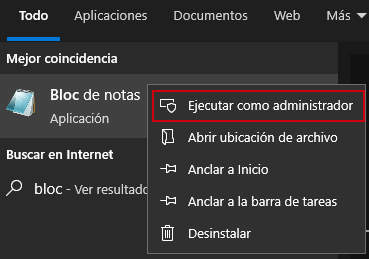 Todo Aplicaciones Documentos Web Más
Mejor coincidencia
Bloc de notas
Aplicación
Buscar en Internet
bloc - Ver resultado
Ejecutar como administrador
Abrir ubicación de archivo
Anclar a Inicio
Anclar a la barra de tareas
Desinstalar